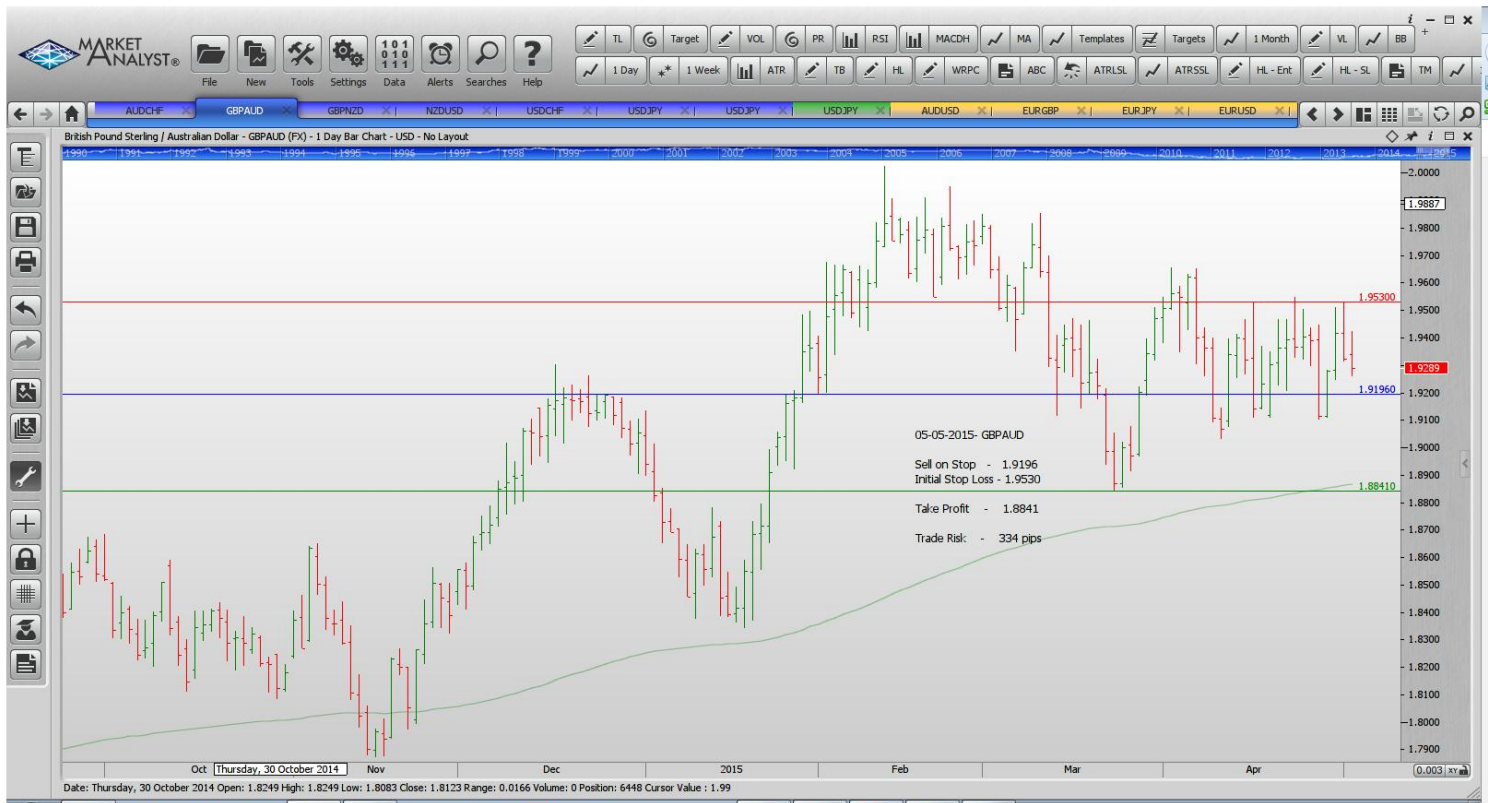 i
MARKET
ANALYST®
File New Tools Settings Data Alerts Searches Help
101
010
111
TL Target VOL PR RSI MACDH MA Templates Targets 1 Month VL BB
1 Day 1 Week ATR TB HL WRPC ABC ATRLSL ATRSSL HL - Ent HL - SL TM
AUDCHF GBPAUD GBPNZD NZDUSD USDCHF USDJPY USDJPY USDJPY AUDUSD EURGBP EURJPY EURUSD
British Pound Sterling / Australian Dollar - GBPAUD (FX) - 1 Day Bar Chart - USD - No Layout
1990 1991 1992 1993 1994 1995 1996 1997 1998 1999 2000 2001 2002 2003 2004 2005 2006 2007 2008 2009 2010 2011 2012 2013 2014 2015
2.0000
1.9887
1.9800
1.9700
1.9600
1.95300
1.9500
1.9400
1.9289
1.91960
1.9200
1.9100
1.9000
1.8900
1.88410
1.8800
1.8700
1.8600
1.8500
1.8400
1.8300
1.8200
1.8100
1.8000
1.7900
05-05-2015- GBPAUD
Sell on Stop - 1.9196
Initial Stop Loss - 1.9530
Take Profit - 1.8841
Trade Risk - 334 pips
Oct Thursday, 30 October 2014 Nov Dec 2015 Feb Mar Apr
0.003 XY
Date: Thursday, 30 October 2014 Open: 1.8249 High: 1.8249 Low: 1.8083 Close: 1.8123 Range: 0.0166 Volume: 0 Position: 6448 Cursor Value : 1.99